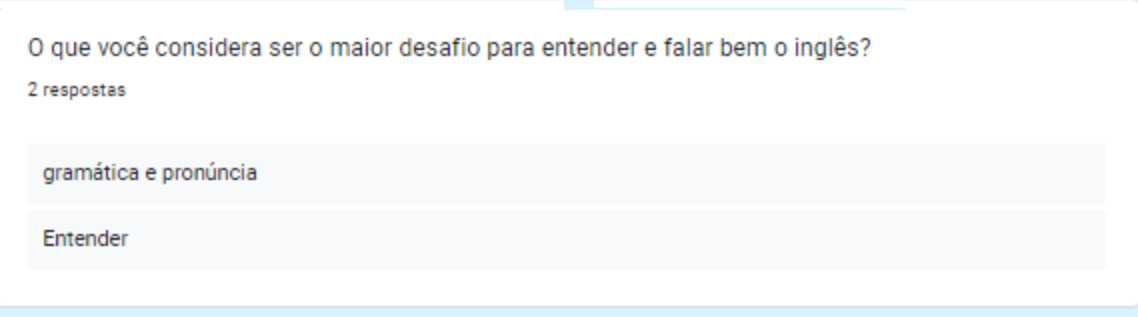 O que você considera ser o maior desafio para entender e falar bem o inglês?
2 respostas
gramática e pronúncia
Entender